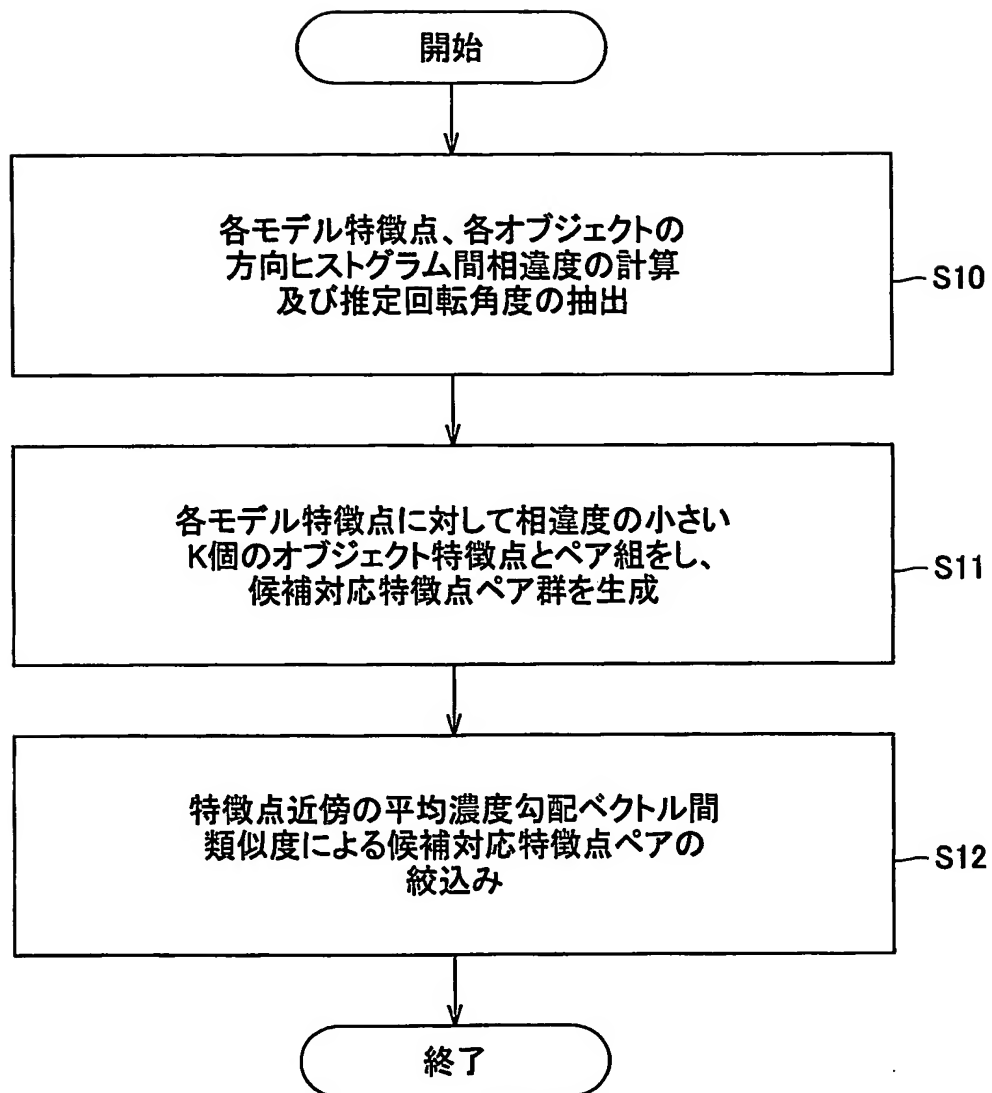 開始
各モデル特徴点、各オブジェクトの
方向ヒストグラム間相違度の計算
及び推定回転角度の抽出
S10
各モデル特徴点に対して相違度の小さい
K個のオブジェクト特徴点とペア組をし、
候補対応特徴点ペア群を生成
S11
特徴点近傍の平均濃度勾配ベクトル間
類似度による候補対応特徴点ペアの
絞込み
S12
終了